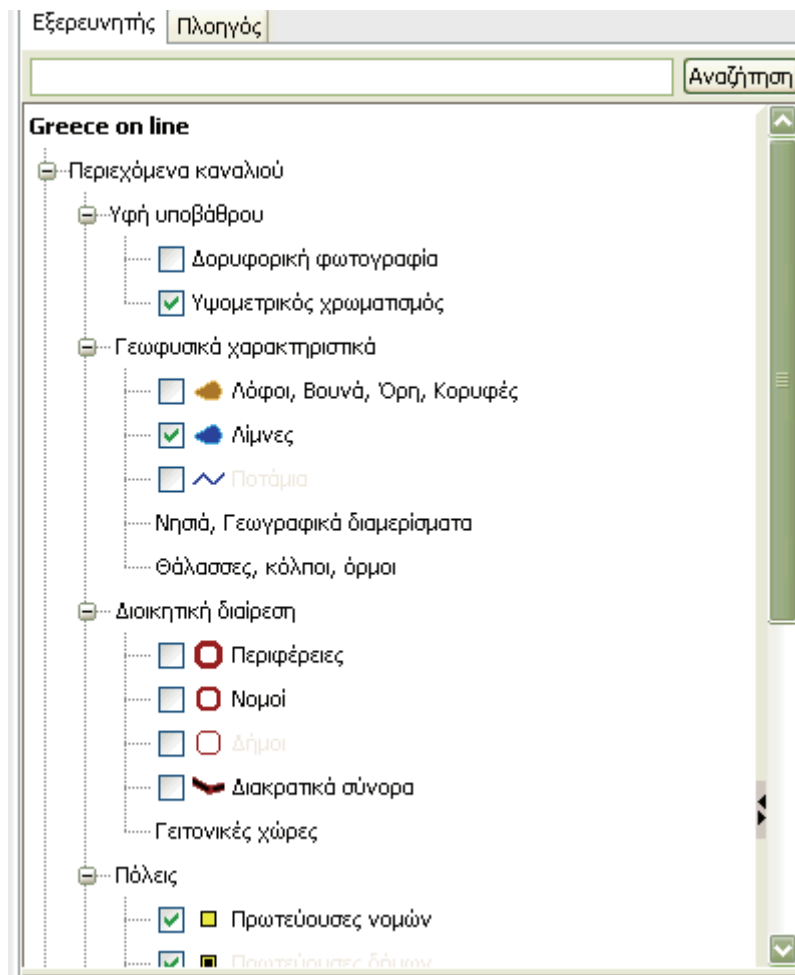 Εξερευνητής Πλοηγός
Αναζήτηση
Greece on line
Περιεχόμενα καναλιού
Υφή υποβάθρου
Δορυφορική φωτογραφία
Υψομετρικός χρωματισμός
Γεωφυσικά χαρακτηριστικά
Λόφοι, Βουνά, Όρη, Κορυφές
Λίμνες
Ποτάμια
Νησιά, Γεωγραφικά διαμερίσματα
Θάλασσες, κόλποι, όρμοι
Διοικητική διαίρεση
Περιφέρειες
Νομοί
Δήμοι
Διακρατικά σύνορα
Γειτονικές χώρες
Πόλεις
Πρωτεύουσες νομών
Πρωτεύουσες δήμων